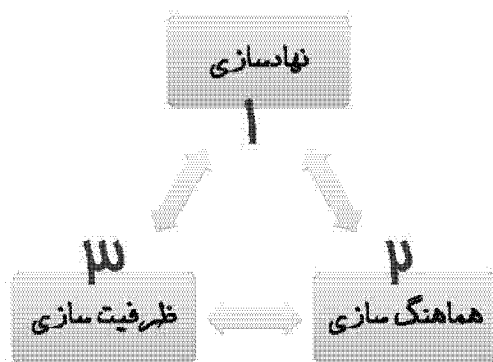 نهادسازی
۱
۳
۲
ظرفیت سازی
هماهنگ سازی